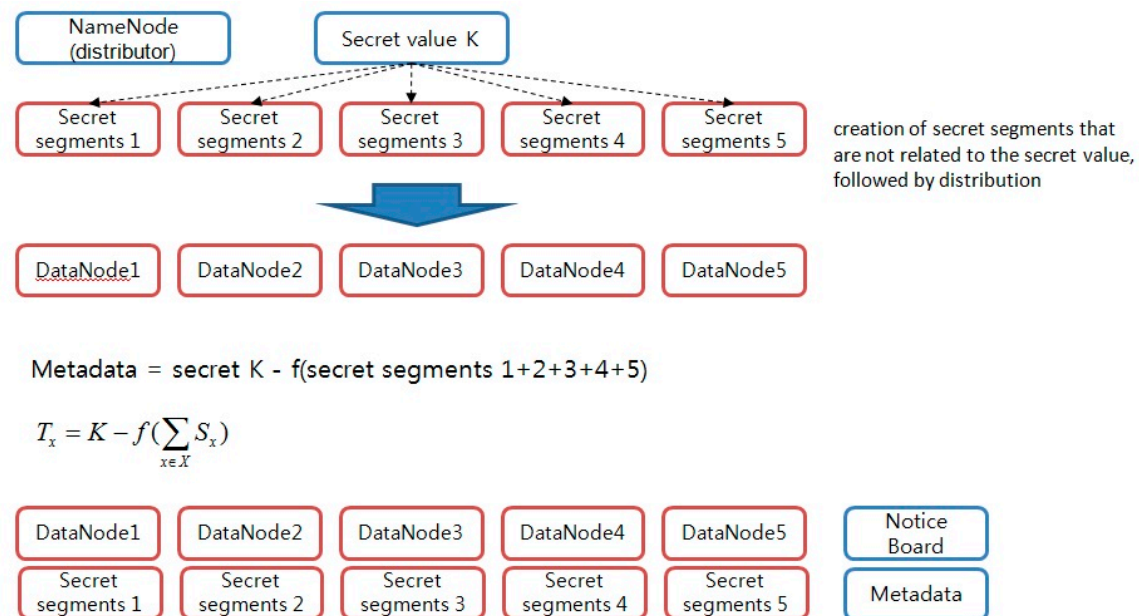 NameNode
(distributor)
Secret value K
Secret
segments 1
Secret
segments 2
Secret
segments 3
Secret
segments 4
Secret
segments 5
creation of secret segments that
are not related to the secret value,
followed by distribution
DataNode1
DataNode2
DataNode3
DataNode4
DataNode5
Metadada = secret K - f(secret segments 1+2+3+4+5)
T_x = K - f(∑_{x∈X} S_x)
DataNode1
DataNode2
DataNode3
DataNode4
DataNode5
Notice
Board
Secret
segments 1
Secret
segments 2
Secret
segments 3
Secret
segments 4
Secret
segments 5
Metadata